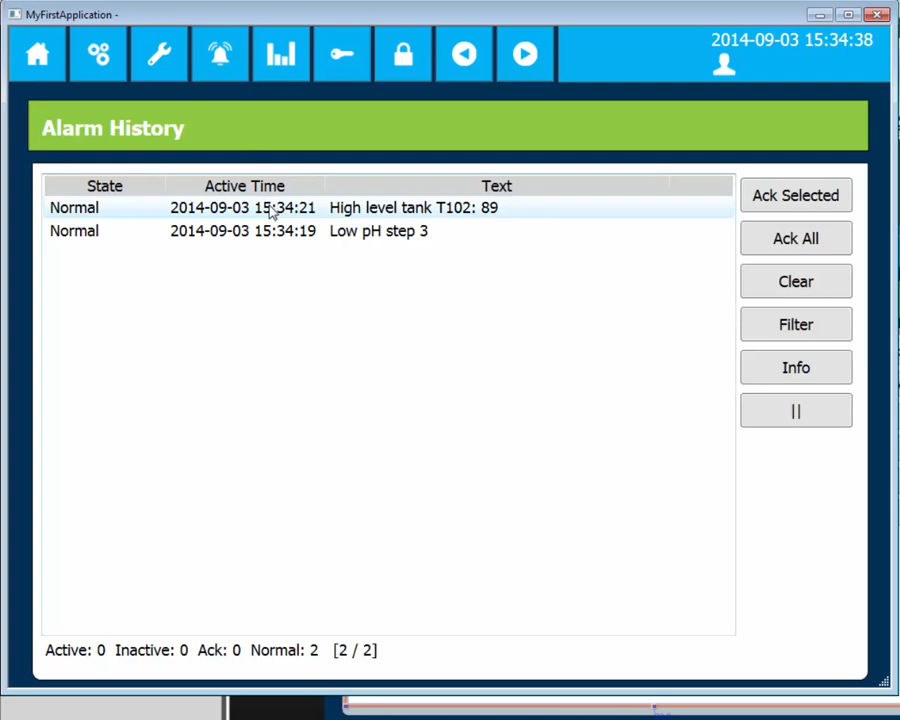 MyFirstApplication -
2014-09-03 15:34:38
Alarm History
State Active Time Text
Normal 2014-09-03 15:34:21 High level tank T102: 89
Normal 2014-09-03 15:34:19 Low pH step 3
Ack Selected
Ack All
Clear
Filter
Info
||
Active: 0 Inactive: 0 Ack: 0 Normal: 2 [2 / 2]